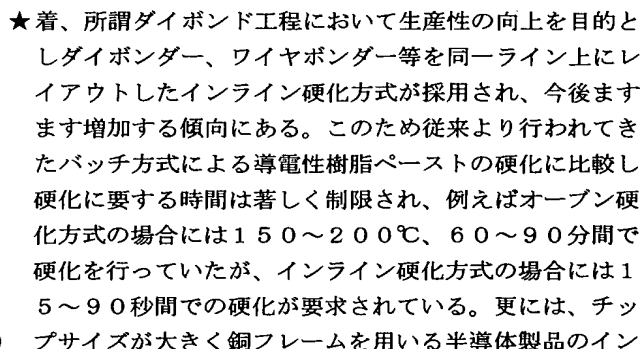 ★着、所謂ダイボンド工程において生産性の向上を目的と
しダイボンダー、ワイヤボンダー等を同一ライン上にレ
イアウトしたインライン硬化方式が採用され、今後ます
ます増加する傾向にある。このため従来より行われてき
たバッチ方式による導電性樹脂ペーストの硬化に比較し
硬化に要する時間は著しく制限され、例えばオーブン硬
化方式の場合には150〜200℃、60〜90分間で
硬化を行っていたが、インライン硬化方式の場合には1
5〜90秒間での硬化が要求されている。更には、チッ
プサイズが大きく銅フレームを用いる半導体製品のイン